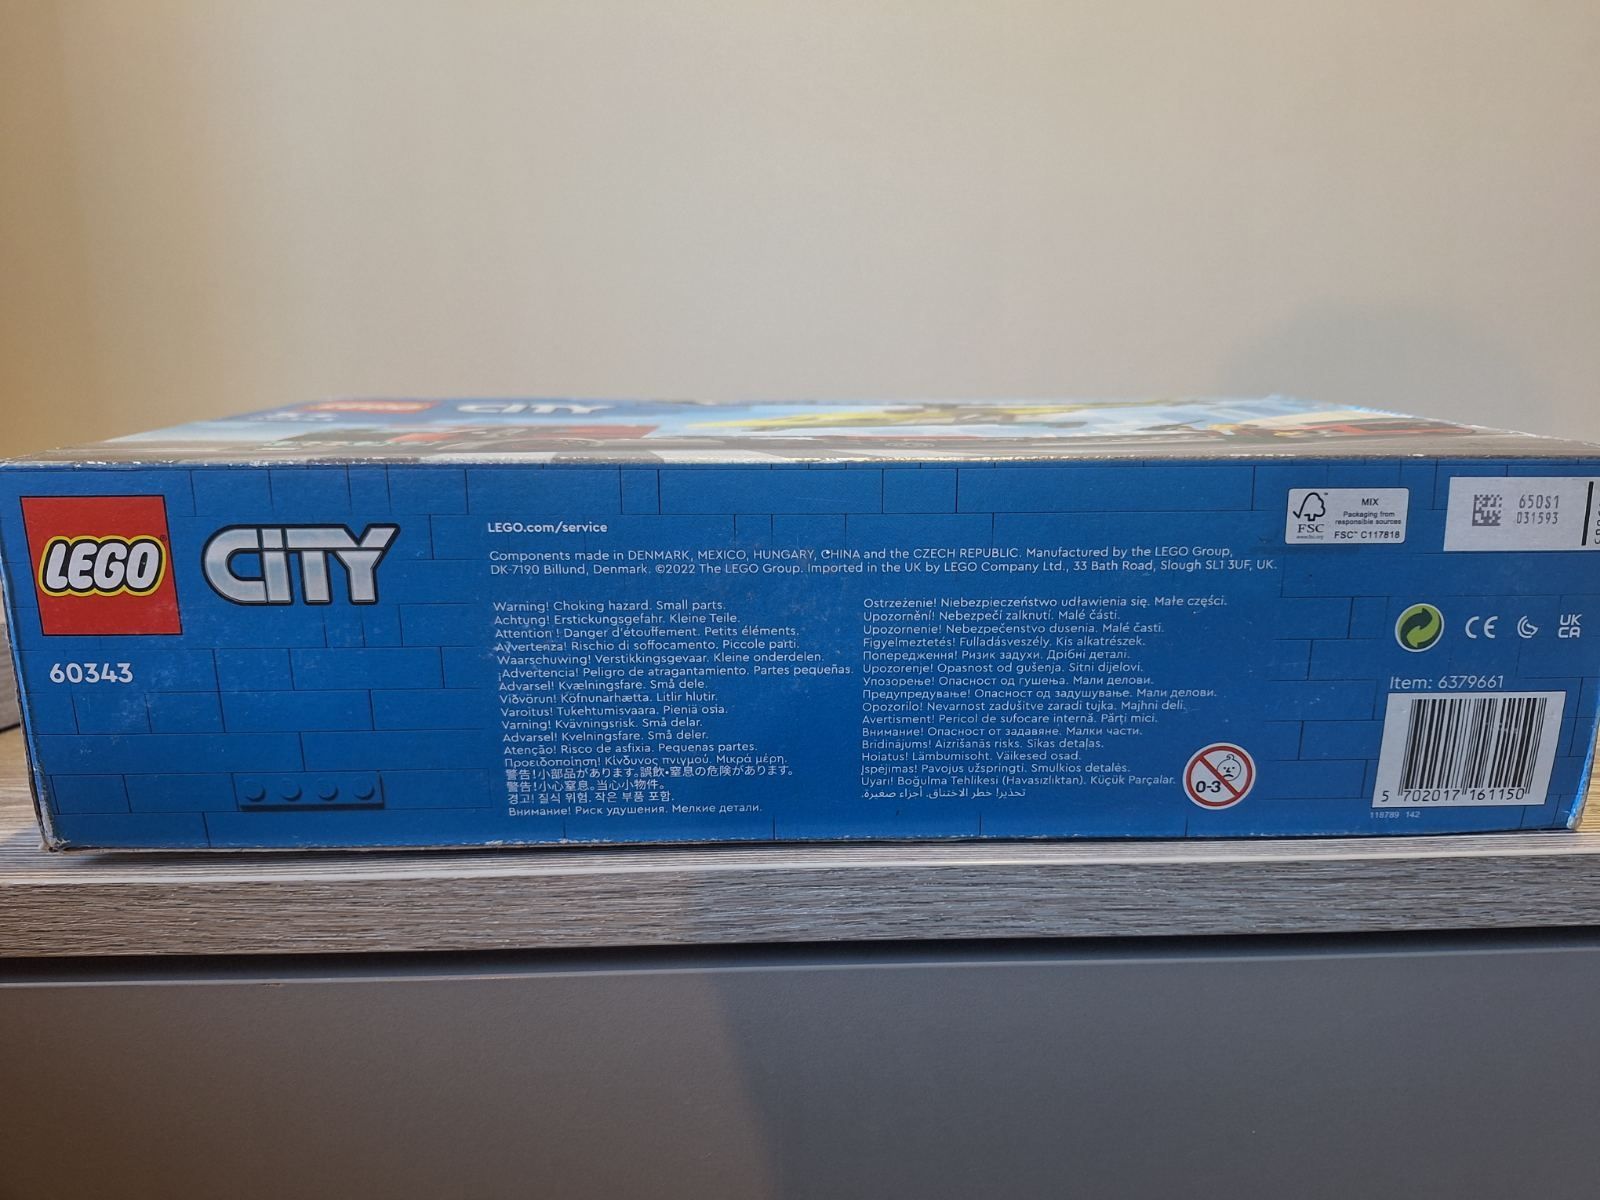 CITY
LEGO
CITY
60343
LEGO.com/service
Components made in DENMARK, MEXICO, HUNGARY, CHINA and the CZECH REPUBLIC. Manufactured by the LEGO Group,
DK-7190 Billund, Denmark. ©2022 The LEGO Group. Imported in the UK by LEGO Company Ltd., 33 Bath Road, Slough SL1 3UF, UK.
Warning! Choking hazard. Small parts.
Achtung! Erstickungsgefahr. Kleine Teile.
Attention ! Danger d'étouffement. Petits éléments.
Avvertenza! Rischio di soffocamento. Piccole parti.
Waarschuwing! Verstikkingsgevaar. Kleine onderdelen.
¡Advertencia! Peligro de atragantamiento. Partes pequeñas.
Advarsel! Kvælningsfare. Små dele.
Viðvörun! Köfnunarhætta. Litlir hlutir.
Varoitus! Tukehtumisvaara. Pieniä osia.
Varning! Kvävningsrisk. Små delar.
Advarsel! Kvelningsfare. Små deler.
Atenção! Risco de asfixia. Pequenas partes.
Προειδοποίηση! Κίνδυνος πνιγμού. Μικρά μέρη.
警告!小部品があります。誤飲•窒息の危険があります。
警告!小心窒息。当心小物件。
경고! 질식 위험. 작은 부품 포함.
Внимание! Риск удушения. Мелкие детали.
Ostrzeżenie! Niebezpieczeństwo udławienia się. Małe części.
Upozornění! Nebezpečí zalknutí. Malé části.
Upozornenie! Nebezpečenstvo dusenia. Malé časti.
Figyelmeztetés! Fulladásveszély. Kis alkatrészek.
Попередження! Ризик задухи. Дрібні деталі.
Upozorenje! Opasnost od gušenja. Sitni dijelovi.
Упозорење! Опасност од гушења. Мали делови.
Предупредување! Опасност од задушување. Мали делови.
Opozorilo! Nevarnost zadušitve zaradi tujka. Majhni deli.
Avertisment! Pericol de sufocare internă. Părți mici.
Внимание! Опасност от задавяне. Малки части.
Brīdinājums! Aizrīšanās risks. Sīkas detaļas.
Hoiatus! Lämbumisoht. Väikesed osad.
Įspėjimas! Pavojus užspringti. Smulkios detalės.
Uyarı! Boğulma Tehlikesi (Havasızlıktan). Küçük Parçalar.
تحذير! خطر الاختناق. أجزاء صغيرة.
0-3
FSC
www.fsc.org
MIX
Packaging from
responsible sources
FSC™ C117818
650S1
031593
CE
UK
CA
Item: 6379661
5 702017 161150
118789 142